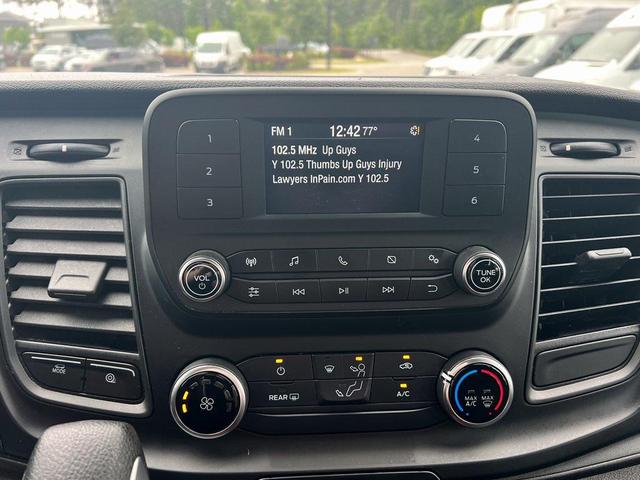 FM 1 12:42 77°
102.5 MHz Up Guys
Y 102.5 Thumbs Up Guys Injury
Lawyers InPain.com Y 102.5
1
2
3
4
5
6
VOL
TUNE
OK
MODE
REAR
A/C
MAX
A/C
MAX